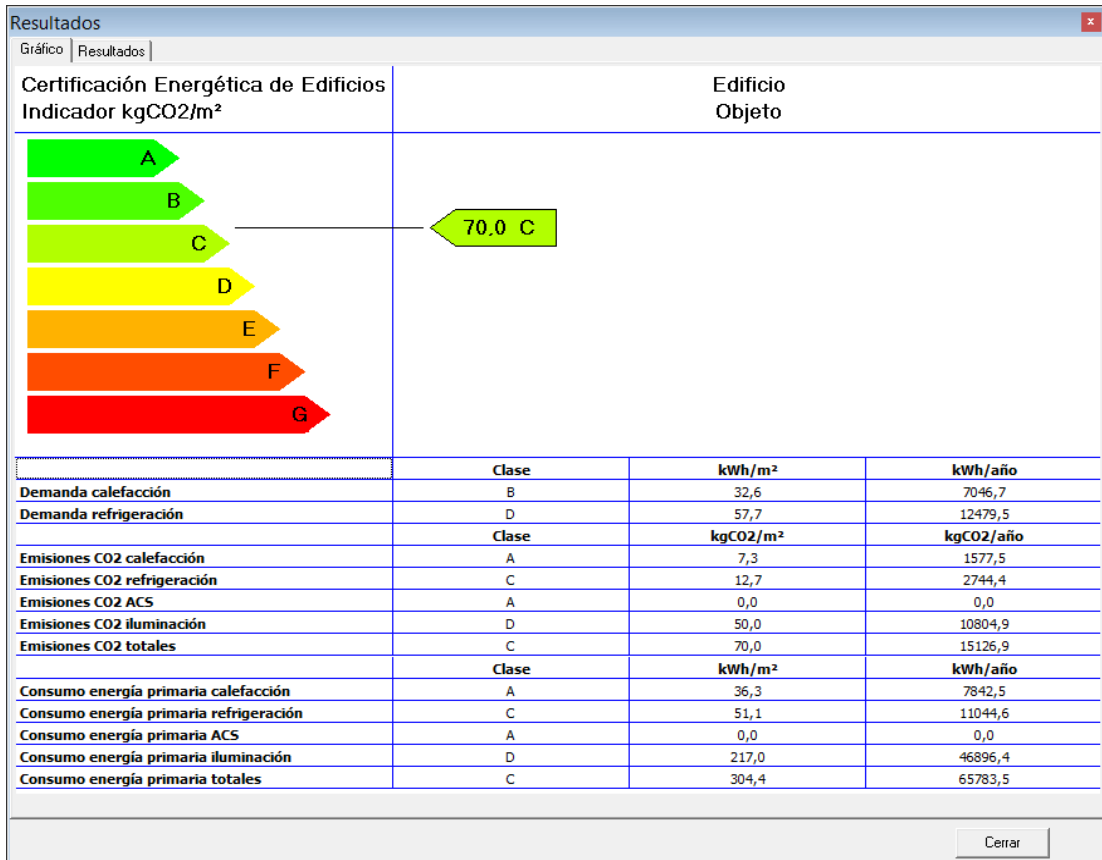 Resultados
x
Gráfico Resultados
Certificación Energética de Edificios
Indicador kgCO2/m²
Edificio
Objeto
A
B
C
D
E
F
G
70,0 C
Clase kWh/m² kWh/año
Demanda calefacción B 32,6 7046,7
Demanda refrigeración D 57,7 12479,5
Clase kgCO2/m² kgCO2/año
Emisiones CO2 calefacción A 7,3 1577,5
Emisiones CO2 refrigeración C 12,7 2744,4
Emisiones CO2 ACS A 0,0 0,0
Emisiones CO2 iluminación D 50,0 10804,9
Emisiones CO2 totales C 70,0 15126,9
Clase kWh/m² kWh/año
Consumo energía primaria calefacción A 36,3 7842,5
Consumo energía primaria refrigeración C 51,1 11044,6
Consumo energía primaria ACS A 0,0 0,0
Consumo energía primaria iluminación D 217,0 46896,4
Consumo energía primaria totales C 304,4 65783,5
Cerrar